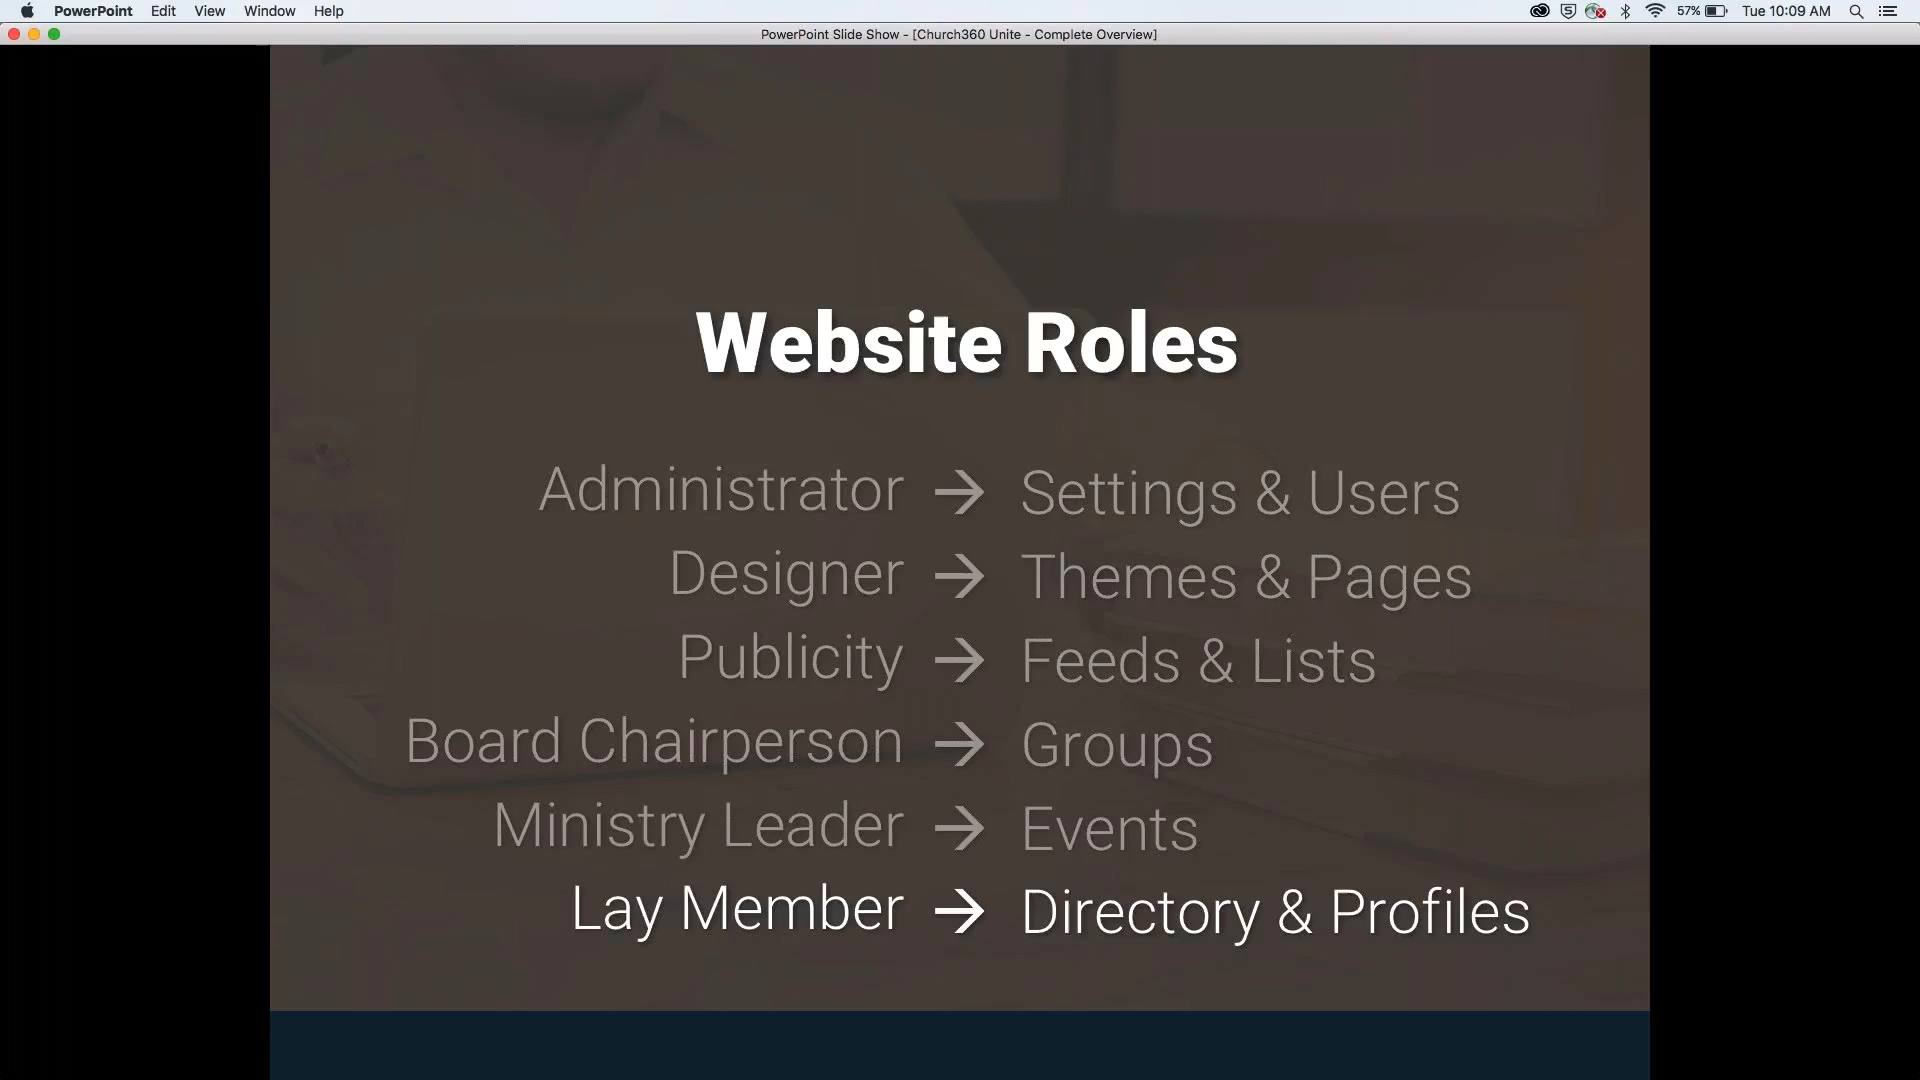 PowerPoint Edit View Window Help 57% Tue 10:09 AM
PowerPoint Slide Show - [Church360 Unite - Complete Overview]
Website Roles
Administrator → Settings & Users
Designer → Themes & Pages
Publicity → Feeds & Lists
Board Chairperson → Groups
Ministry Leader → Events
Lay Member → Directory & Profiles